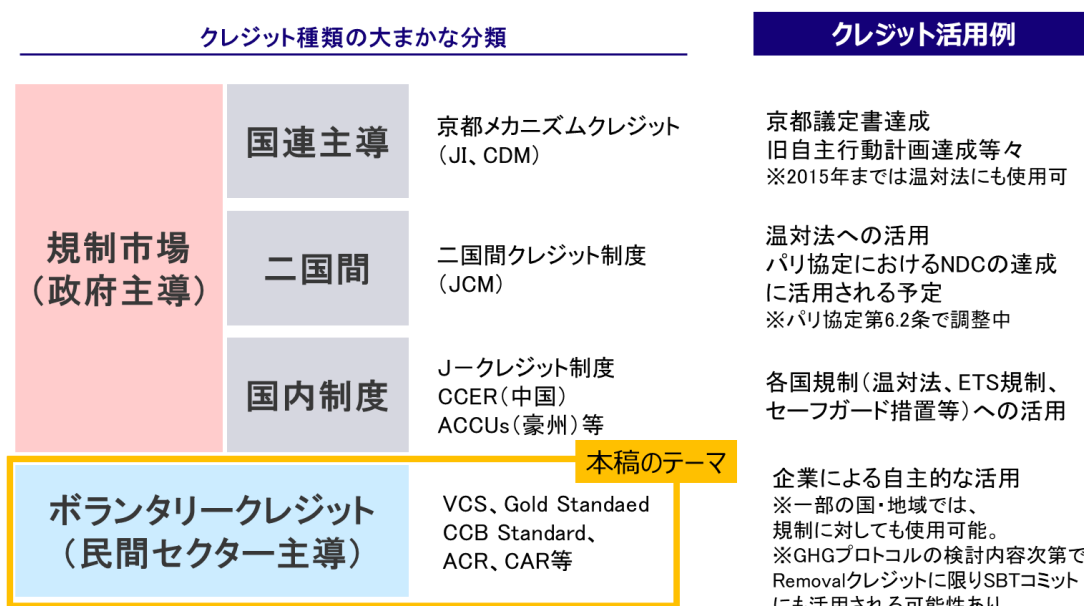 クレジット種類の大まかな分類
クレジット活用例
規制市場
（政府主導）
国連主導
京都メカニズムクレジット
（JI、CDM）
京都議定書達成
旧自主行動計画達成等々
※2015年までは温対法にも使用可
二国間
二国間クレジット制度
（JCM）
温対法への活用
パリ協定におけるNDCの達成
に活用される予定
※パリ協定第6.2条で調整中
国内制度
Jークレジット制度
CCER（中国）
ACCUs（豪州）等
各国規制（温対法、ETS規制、
セーフガード措置等）への活用
本稿のテーマ
ボランタリークレジット
（民間セクター主導）
VCS、Gold Standaed
CCB Standard、
ACR、CAR等
企業による自主的な活用
※一部の国・地域では、
規制に対しても使用可能。
※GHGプロトコルの検討内容次第で
Removalクレジットに限りSBTコミット
にも活用される可能性あり